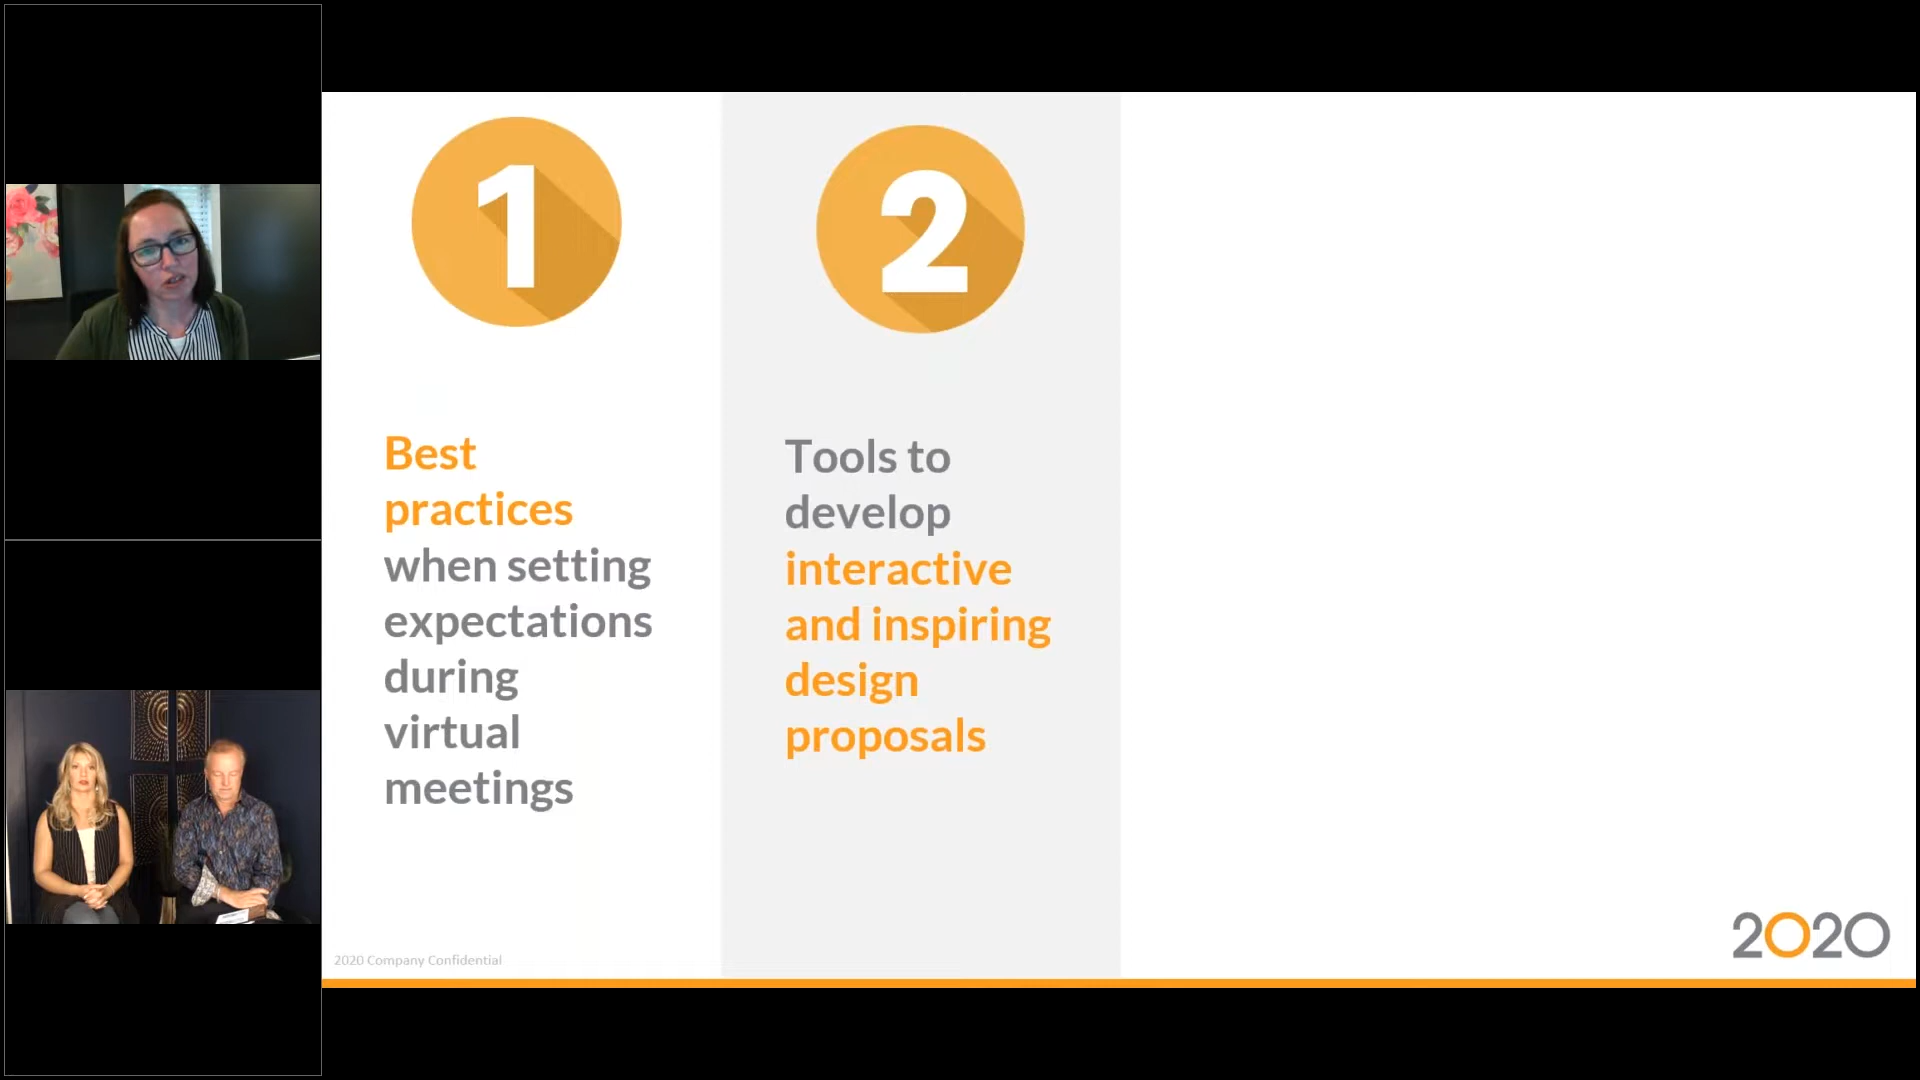 1
Best
practices
when setting
expectations
during
virtual
meetings
2
Tools to
develop
interactive
and inspiring
design
proposals
2020 Company Confidential
2020